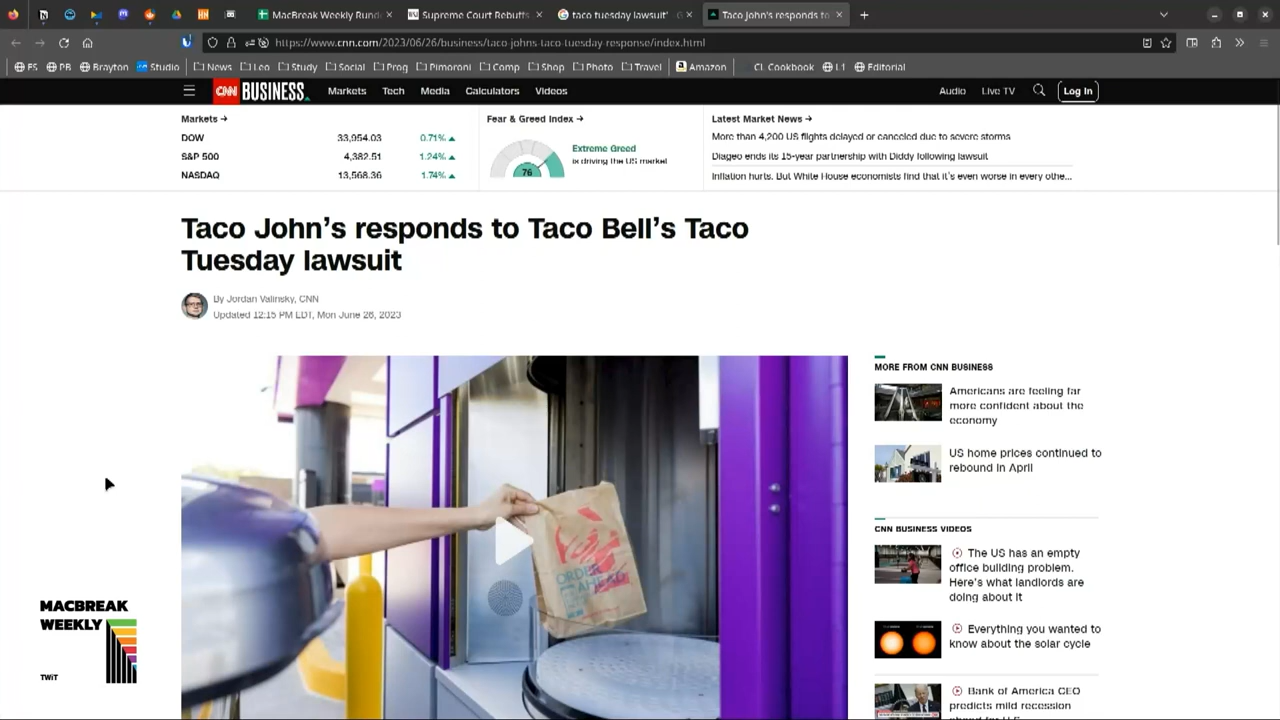 MacBreak Weekly Rund
Supreme Court Rebuffs
taco tuesday lawsuit'
Taco John's responds to
https://www.cnn.com/2023/06/26/business/taco-johns-taco-tuesday-response/index.html
FS
PB
Brayton
Studio
News
Leo
Study
Social
Prog
Pimoroni
Comp
Shop
Photo
Travel
Amazon
CL Cookbook
L1
Editorial
CNN BUSINESS
Markets
Tech
Media
Calculators
Videos
Audio
Live TV
Log In
Markets →
DOW 33,954.03 0.71%
S&P 500 4,382.51 1.24%
NASDAQ 13,568.36 1.74%
Fear & Greed Index →
76
Extreme Greed
is driving the US market
Latest Market News →
More than 4,200 US flights delayed or canceled due to severe storms
Diageo ends its 15-year partnership with Diddy following lawsuit
Inflation hurts. But White House economists find that it's even worse in every othe...
Taco John's responds to Taco Bell's Taco
Tuesday lawsuit
By Jordan Valinsky, CNN
Updated 12:15 PM EDT, Mon June 26, 2023
ORDER
AHEAD
MORE FROM CNN BUSINESS
Americans are feeling far
more confident about the
economy
US home prices continued to
rebound in April
CNN BUSINESS VIDEOS
The US has an empty
office building problem.
Here's what landlords are
doing about it
Everything you wanted to
know about the solar cycle
Bank of America CEO
predicts mild recession
MACBREAK
WEEKLY
TWiT